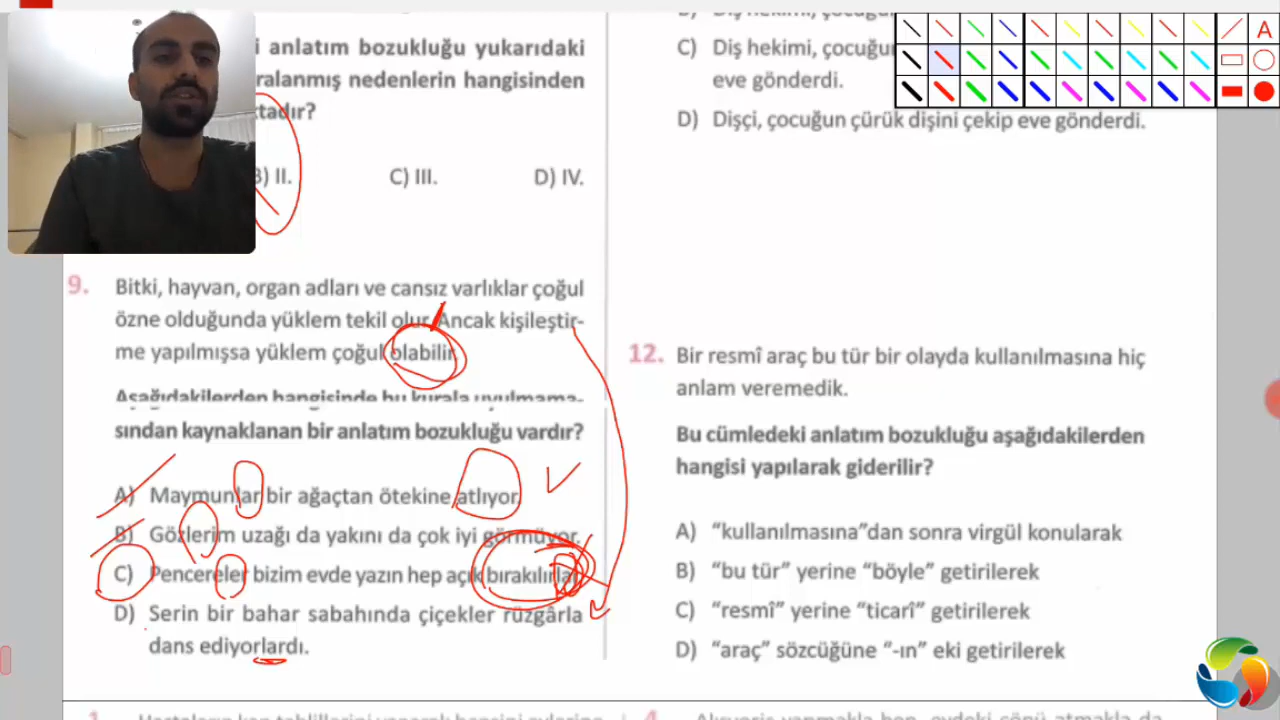 i anlatım bozukluğu yukarıdaki
ralanmış nedenlerin hangisinden
ktadır?
B) II. C) III. D) IV.
9. Bitki, hayvan, organ adları ve cansız varlıklar çoğul
özne olduğunda yüklem tekil olur. Ancak kişileştir-
me yapılmışsa yüklem çoğul olabilir.
Aşağıdakilerden hangisinde bu kurala uyulmama-
sından kaynaklanan bir anlatım bozukluğu vardır?
A) Maymunlar bir ağaçtan ötekine atlıyor.
B) Gözlerim uzağı da yakını da çok iyi görmüyor.
C) Pencereler bizim evde yazın hep açık bırakılırlar.
D) Serin bir bahar sabahında çiçekler rüzgârla
dans ediyorlardı.
C) Diş hekimi, çocuğu
eve gönderdi.
D) Dişçi, çocuğun çürük dişini çekip eve gönderdi.
12. Bir resmî araç bu tür bir olayda kullanılmasına hiç
anlam veremedik.
Bu cümledeki anlatım bozukluğu aşağıdakilerden
hangisi yapılarak giderilir?
A) “kullanılmasına”dan sonra virgül konularak
B) “bu tür” yerine “böyle” getirilerek
C) “resmî” yerine “ticarî” getirilerek
D) “araç” sözcüğüne “-ın” eki getirilerek
A